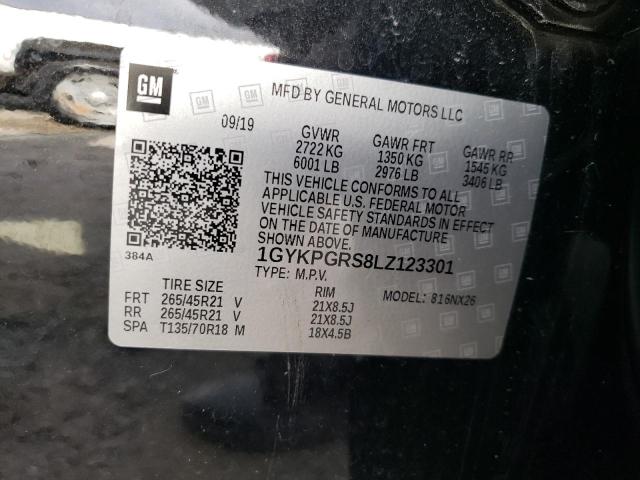 GM
MFD BY GENERAL MOTORS LLC
09/19
GVWR
2722 KG
6001 LB
GAWR FRT
1350 KG
2976 LB
GAWR RR
1545 KG
3406 LB
THIS VEHICLE CONFORMS TO ALL
APPLICABLE U.S. FEDERAL MOTOR
VEHICLE SAFETY STANDARDS IN EFFECT
ON THE DATE OF MANUFACTURE
SHOWN ABOVE.
384A
1GYKPGRS8LZ123301
TYPE: M.P.V.
MODEL: 816NX26
TIRE SIZE RIM
FRT 265/45R21 V 21X8.5J
RR 265/45R21 V 21X8.5J
SPA T135/70R18 M 18X4.5B